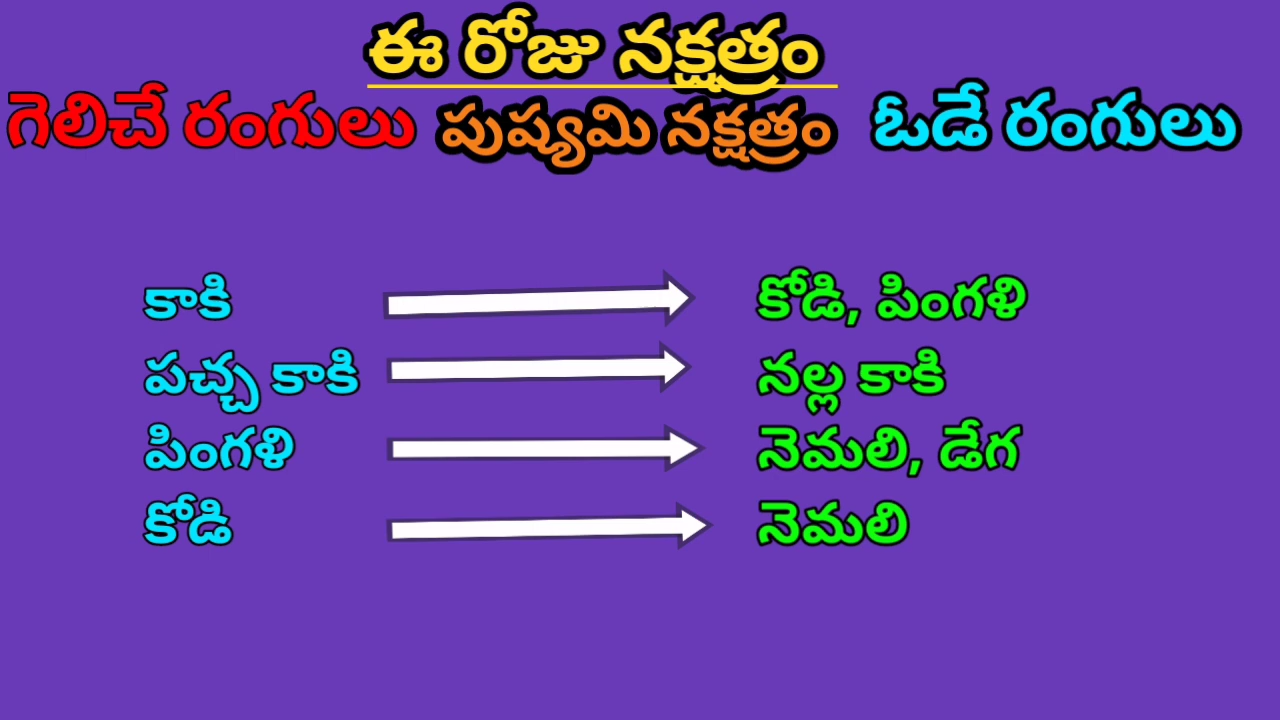 ఈ రోజు నక్షత్రం
గెలిచే రంగులు పుష్యమి నక్షత్రం ఓడే రంగులు
కాకి కోడి, పింగళి
పచ్చ కాకి నల్ల కాకి
పింగళి నెమలి, డేగ
కోడి నెమలి